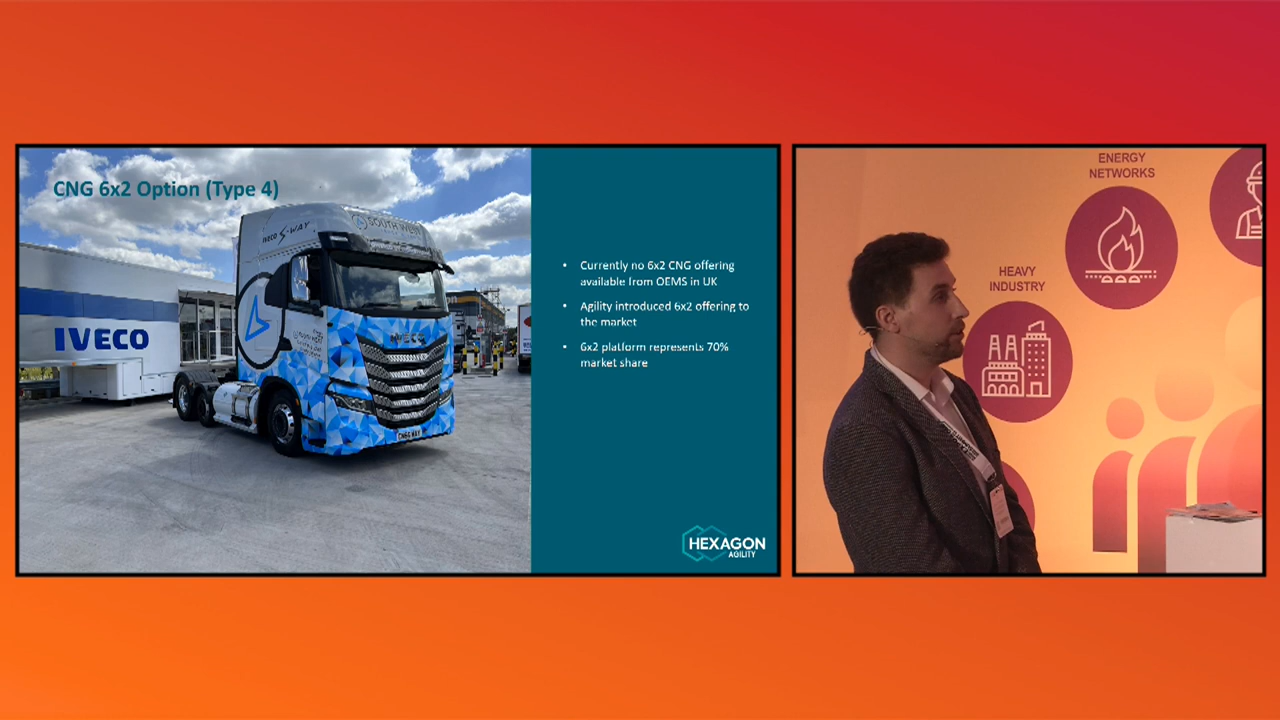 CNG 6x2 Option (Type 4)
IVECO S-WAY
SOUTH WEST
IVECO
IVECO
• Currently no 6x2 CNG offering
available from OEMS in UK
• Agility introduced 6x2 offering to
the market
• 6x2 platform represents 70%
market share
HEXAGON
AGILITY
ENERGY
NETWORKS
HEAVY
INDUSTRY